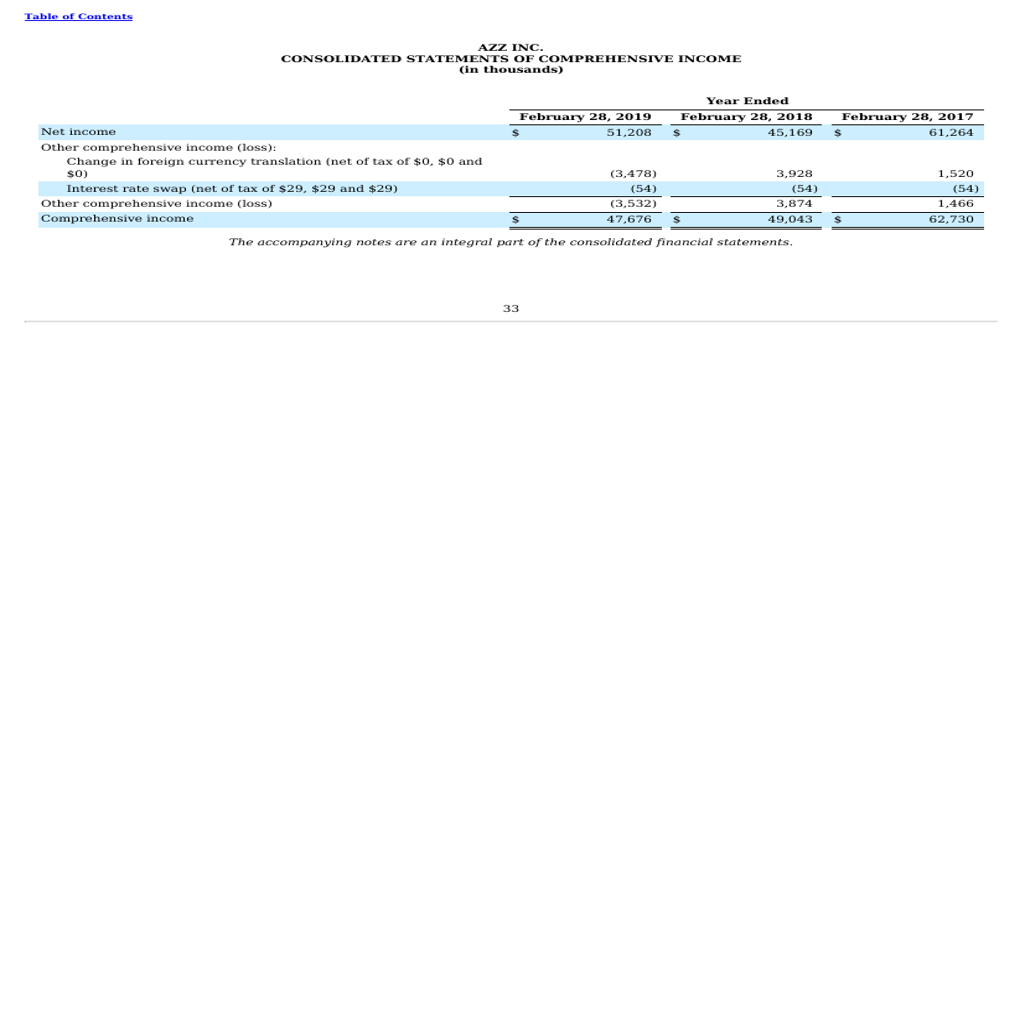 Table of Contents
AZZ INC.
CONSOLIDATED STATEMENTS OF COMPREHENSIVE INCOME
(in thousands)
Year Ended
February 28, 2019 February 28, 2018 February 28, 2017
Net income $ 51,208 $ 45,169 $ 61,264
Other comprehensive income (loss):
Change in foreign currency translation (net of tax of $0, $0 and
$0) (3,478) 3,928 1,520
Interest rate swap (net of tax of $29, $29 and $29) (54) (54) (54)
Other comprehensive income (loss) (3,532) 3,874 1,466
Comprehensive income $ 47,676 $ 49,043 $ 62,730
The accompanying notes are an integral part of the consolidated financial statements.
33